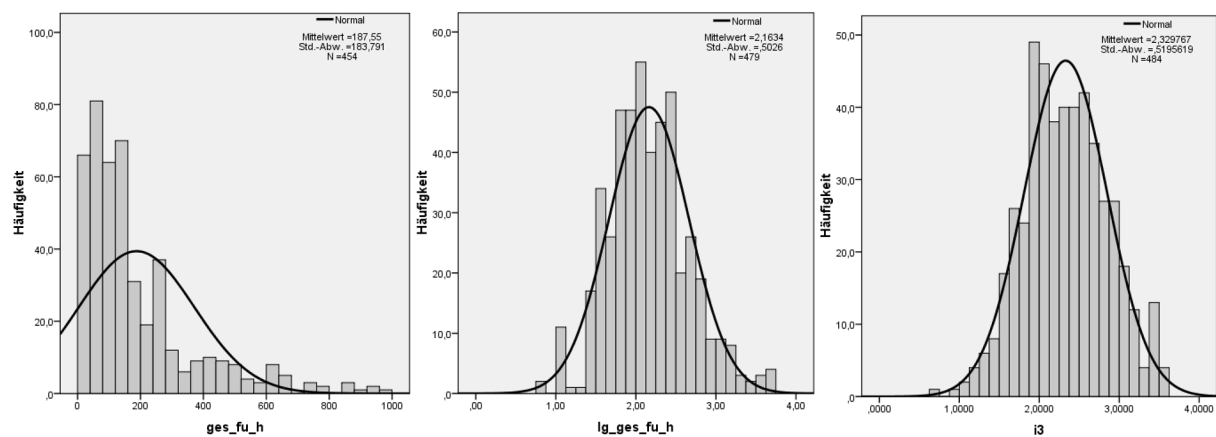 Normal
Mittelwert =187,55
Std.-Abw. =183,791
N =454
100,0
80,0
60,0
40,0
20,0
,0
Häufigkeit
0
200
400
600
800
1000
ges_fu_h
Normal
Mittelwert =2,1634
Std.-Abw. =,5026
N =479
60,0
50,0
40,0
30,0
20,0
10,0
,0
Häufigkeit
,00
1,00
2,00
3,00
4,00
lg_ges_fu_h
Normal
Mittelwert =2,329767
Std.-Abw. =,5195619
N =484
50,0
40,0
30,0
20,0
10,0
,0
Häufigkeit
,0000
1,0000
2,0000
3,0000
4,0000
i3